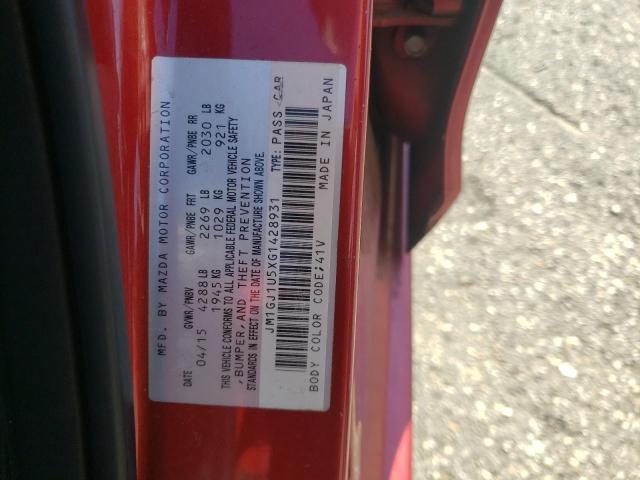 MFD. BY MAZDA MOTOR CORPORATION
DATE GVWR/PNBV GAWR/PNBE FRT GAWR/PNBE RR
04/15 4288 LB 2269 LB 2030 LB
1945 KG 1029 KG 921 KG
THIS VEHICLE CONFORMS TO ALL APPLICABLE FEDERAL MOTOR VEHICLE SAFETY
,BUMPER, AND THEFT PREVENTION
STANDARDS IN EFFECT ON THE DATE OF MANUFACTURE SHOWN ABOVE.
JM1GJ1U5XG1428931 TYPE: PASS CAR
BODY COLOR CODE;41V MADE IN JAPAN